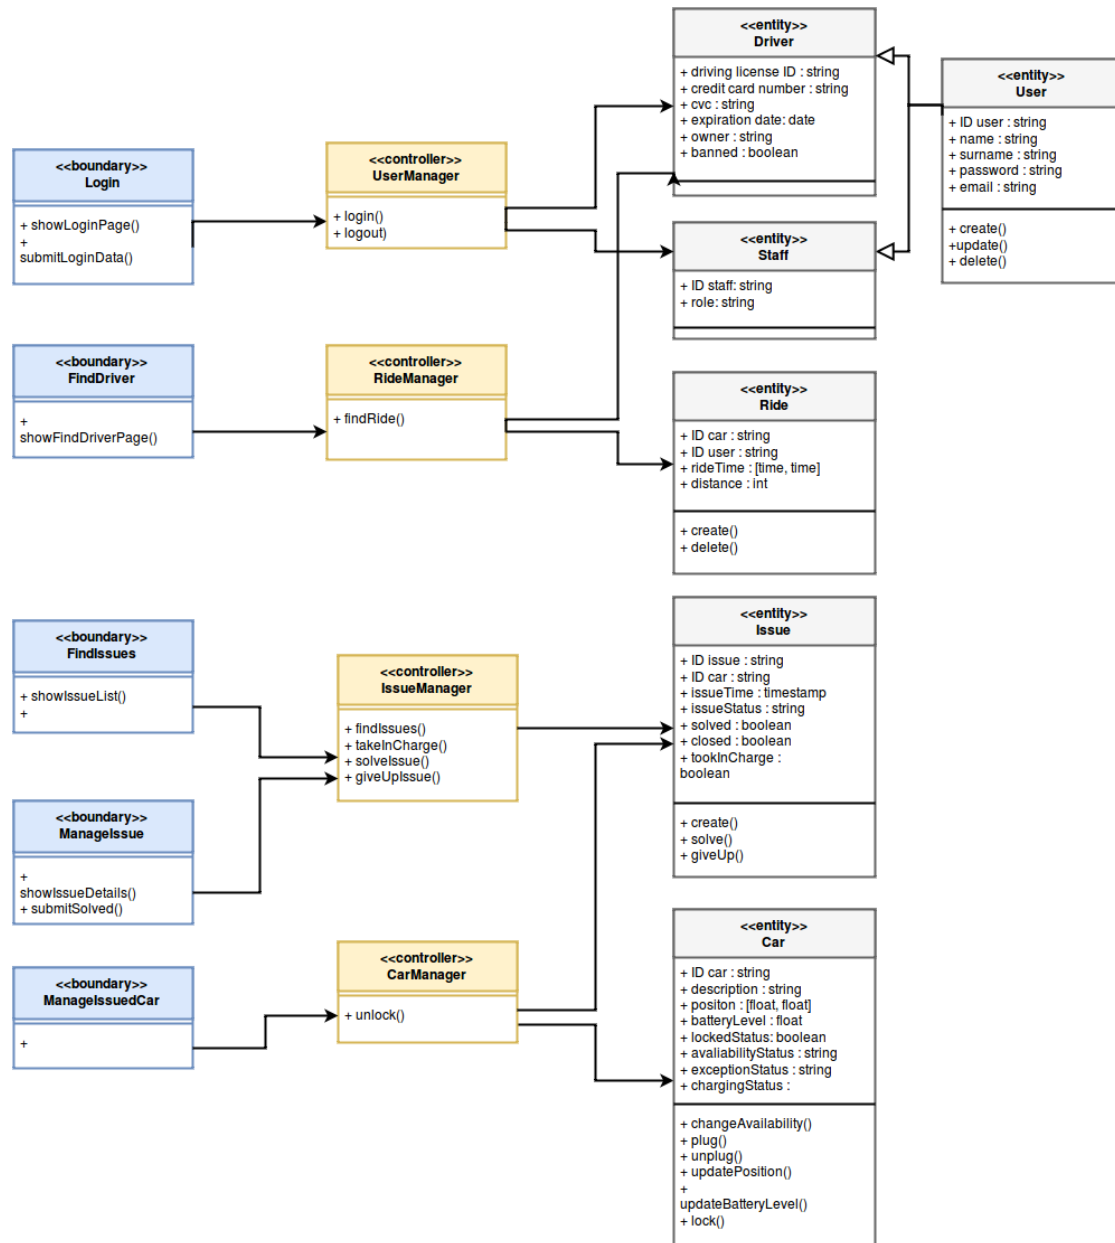 <<entity>>
Driver
+ driving license ID : string
+ credit card number : string
+ cvc : string
+ expiration date: date
+ owner : string
+ banned : boolean
<<entity>>
User
+ ID user : string
+ name : string
+ surname : string
+ password : string
+ email : string
+ create()
+update()
+ delete()
<<boundary>>
Login
+ showLoginPage()
+
submitLoginData()
<<controller>>
UserManager
+ login()
+ logout)
<<entity>>
Staff
+ ID staff: string
+ role: string
<<boundary>>
FindDriver
+
showFindDriverPage()
<<controller>>
RideManager
+ findRide()
<<entity>>
Ride
+ ID car : string
+ ID user : string
+ rideTime : [time, time]
+ distance : int
+ create()
+ delete()
<<boundary>>
FindIssues
+ showIssueList()
+
<<controller>>
IssueManager
+ findIssues()
+ takeInCharge()
+ solveIssue()
+ giveUpIssue()
<<entity>>
Issue
+ ID issue : string
+ ID car : string
+ issueTime : timestamp
+ issueStatus : string
+ solved : boolean
+ closed : boolean
+ tookInCharge :
boolean
+ create()
+ solve()
+ giveUp()
<<boundary>>
ManageIssue
+
showIssueDetails()
+ submitSolved()
<<boundary>>
ManageIssuedCar
+
<<controller>>
CarManager
+ unlock()
<<entity>>
Car
+ ID car : string
+ description : string
+ positon : [float, float]
+ batteryLevel : float
+ lockedStatus: boolean
+ avaliabilityStatus : string
+ exceptionStatus : string
+ chargingStatus :
+ changeAvailability()
+ plug()
+ unplug()
+ updatePosition()
+
updateBatteryLevel()
+ lock()